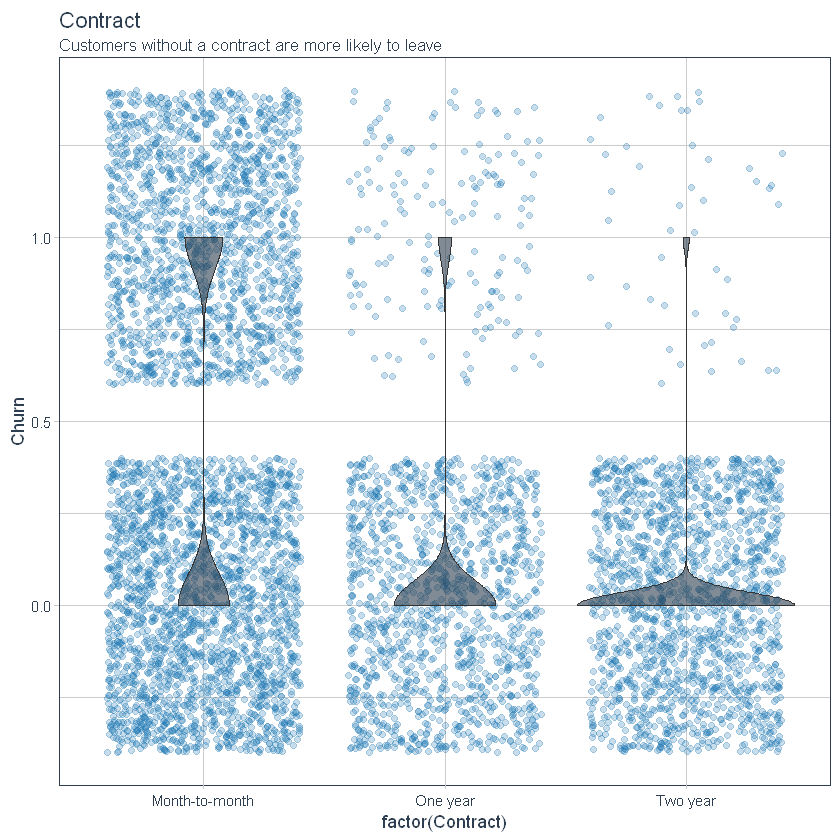 Contract
Customers without a contract are more likely to leave
1.0
0.5
0.0
Churn
Month-to-month One year Two year
factor(Contract)